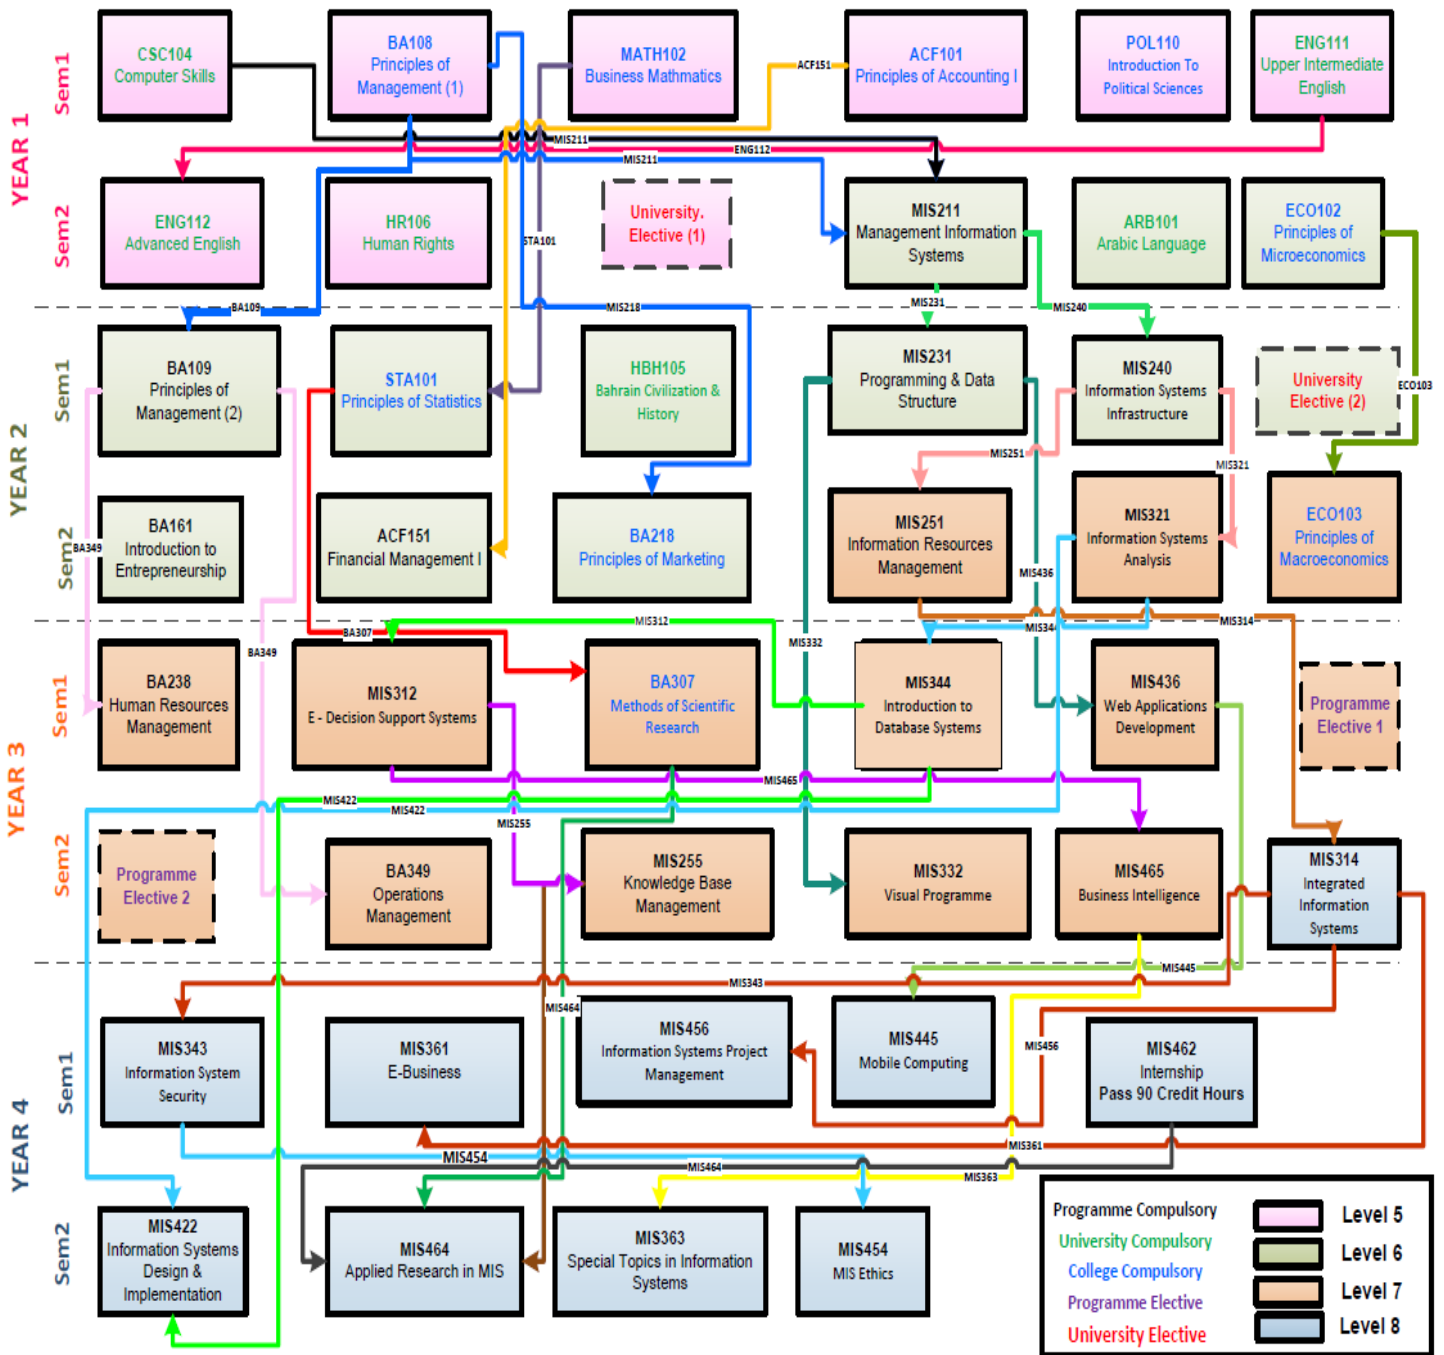 YEAR 1
Sem1
CSC104
Computer Skills
BA108
Principles of
Management (1)
MATH102
Business Mathmatics
ACF151
ACF101
Principles of Accounting I
POL110
Introduction To
Political Sciences
ENG111
Upper Intermediate
English
MIS211
MIS211
ENG112
Sem2
ENG112
Advanced English
HR106
Human Rights
STA101
University.
Elective (1)
MIS211
Management Information
Systems
ARB101
Arabic Language
ECO102
Principles of
Microeconomics
BA109
MIS218
MIS231
MIS240
YEAR 2
Sem1
BA109
Principles of
Management (2)
STA101
Principles of Statistics
HBH105
Bahrain Civilization &
History
MIS231
Programming & Data
Structure
MIS240
Information Systems
Infrastructure
University
Elective (2)
ECO103
MIS251
MIS321
Sem2
BA349
BA161
Introduction to
Entrepreneurship
ACF151
Financial Management I
BA218
Principles of Marketing
MIS251
Information Resources
Management
MIS321
Information Systems
Analysis
ECO103
Principles of
Macroeconomics
MIS436
MIS312
MIS344
MIS314
BA307
MIS332
BA349
YEAR 3
Sem1
BA238
Human Resources
Management
MIS312
E - Decision Support Systems
BA307
Methods of Scientific
Research
MIS344
Introduction to
Database Systems
MIS436
Web Applications
Development
Programme
Elective 1
MIS465
MIS422
MIS422
MIS255
Sem2
Programme
Elective 2
BA349
Operations
Management
MIS255
Knowledge Base
Management
MIS332
Visual Programme
MIS465
Business Intelligence
MIS314
Integrated
Information
Systems
MIS445
MIS343
MIS464
YEAR 4
Sem1
MIS343
Information System
Security
MIS361
E-Business
MIS456
Information Systems Project
Management
MIS445
Mobile Computing
MIS456
MIS462
Internship
Pass 90 Credit Hours
MIS361
MIS454
MIS464
MIS363
Sem2
MIS422
Information Systems
Design &
Implementation
MIS464
Applied Research in MIS
MIS363
Special Topics in Information
Systems
MIS454
MIS Ethics
Programme Compulsory
University Compulsory
College Compulsory
Programme Elective
University Elective
Level 5
Level 6
Level 7
Level 8